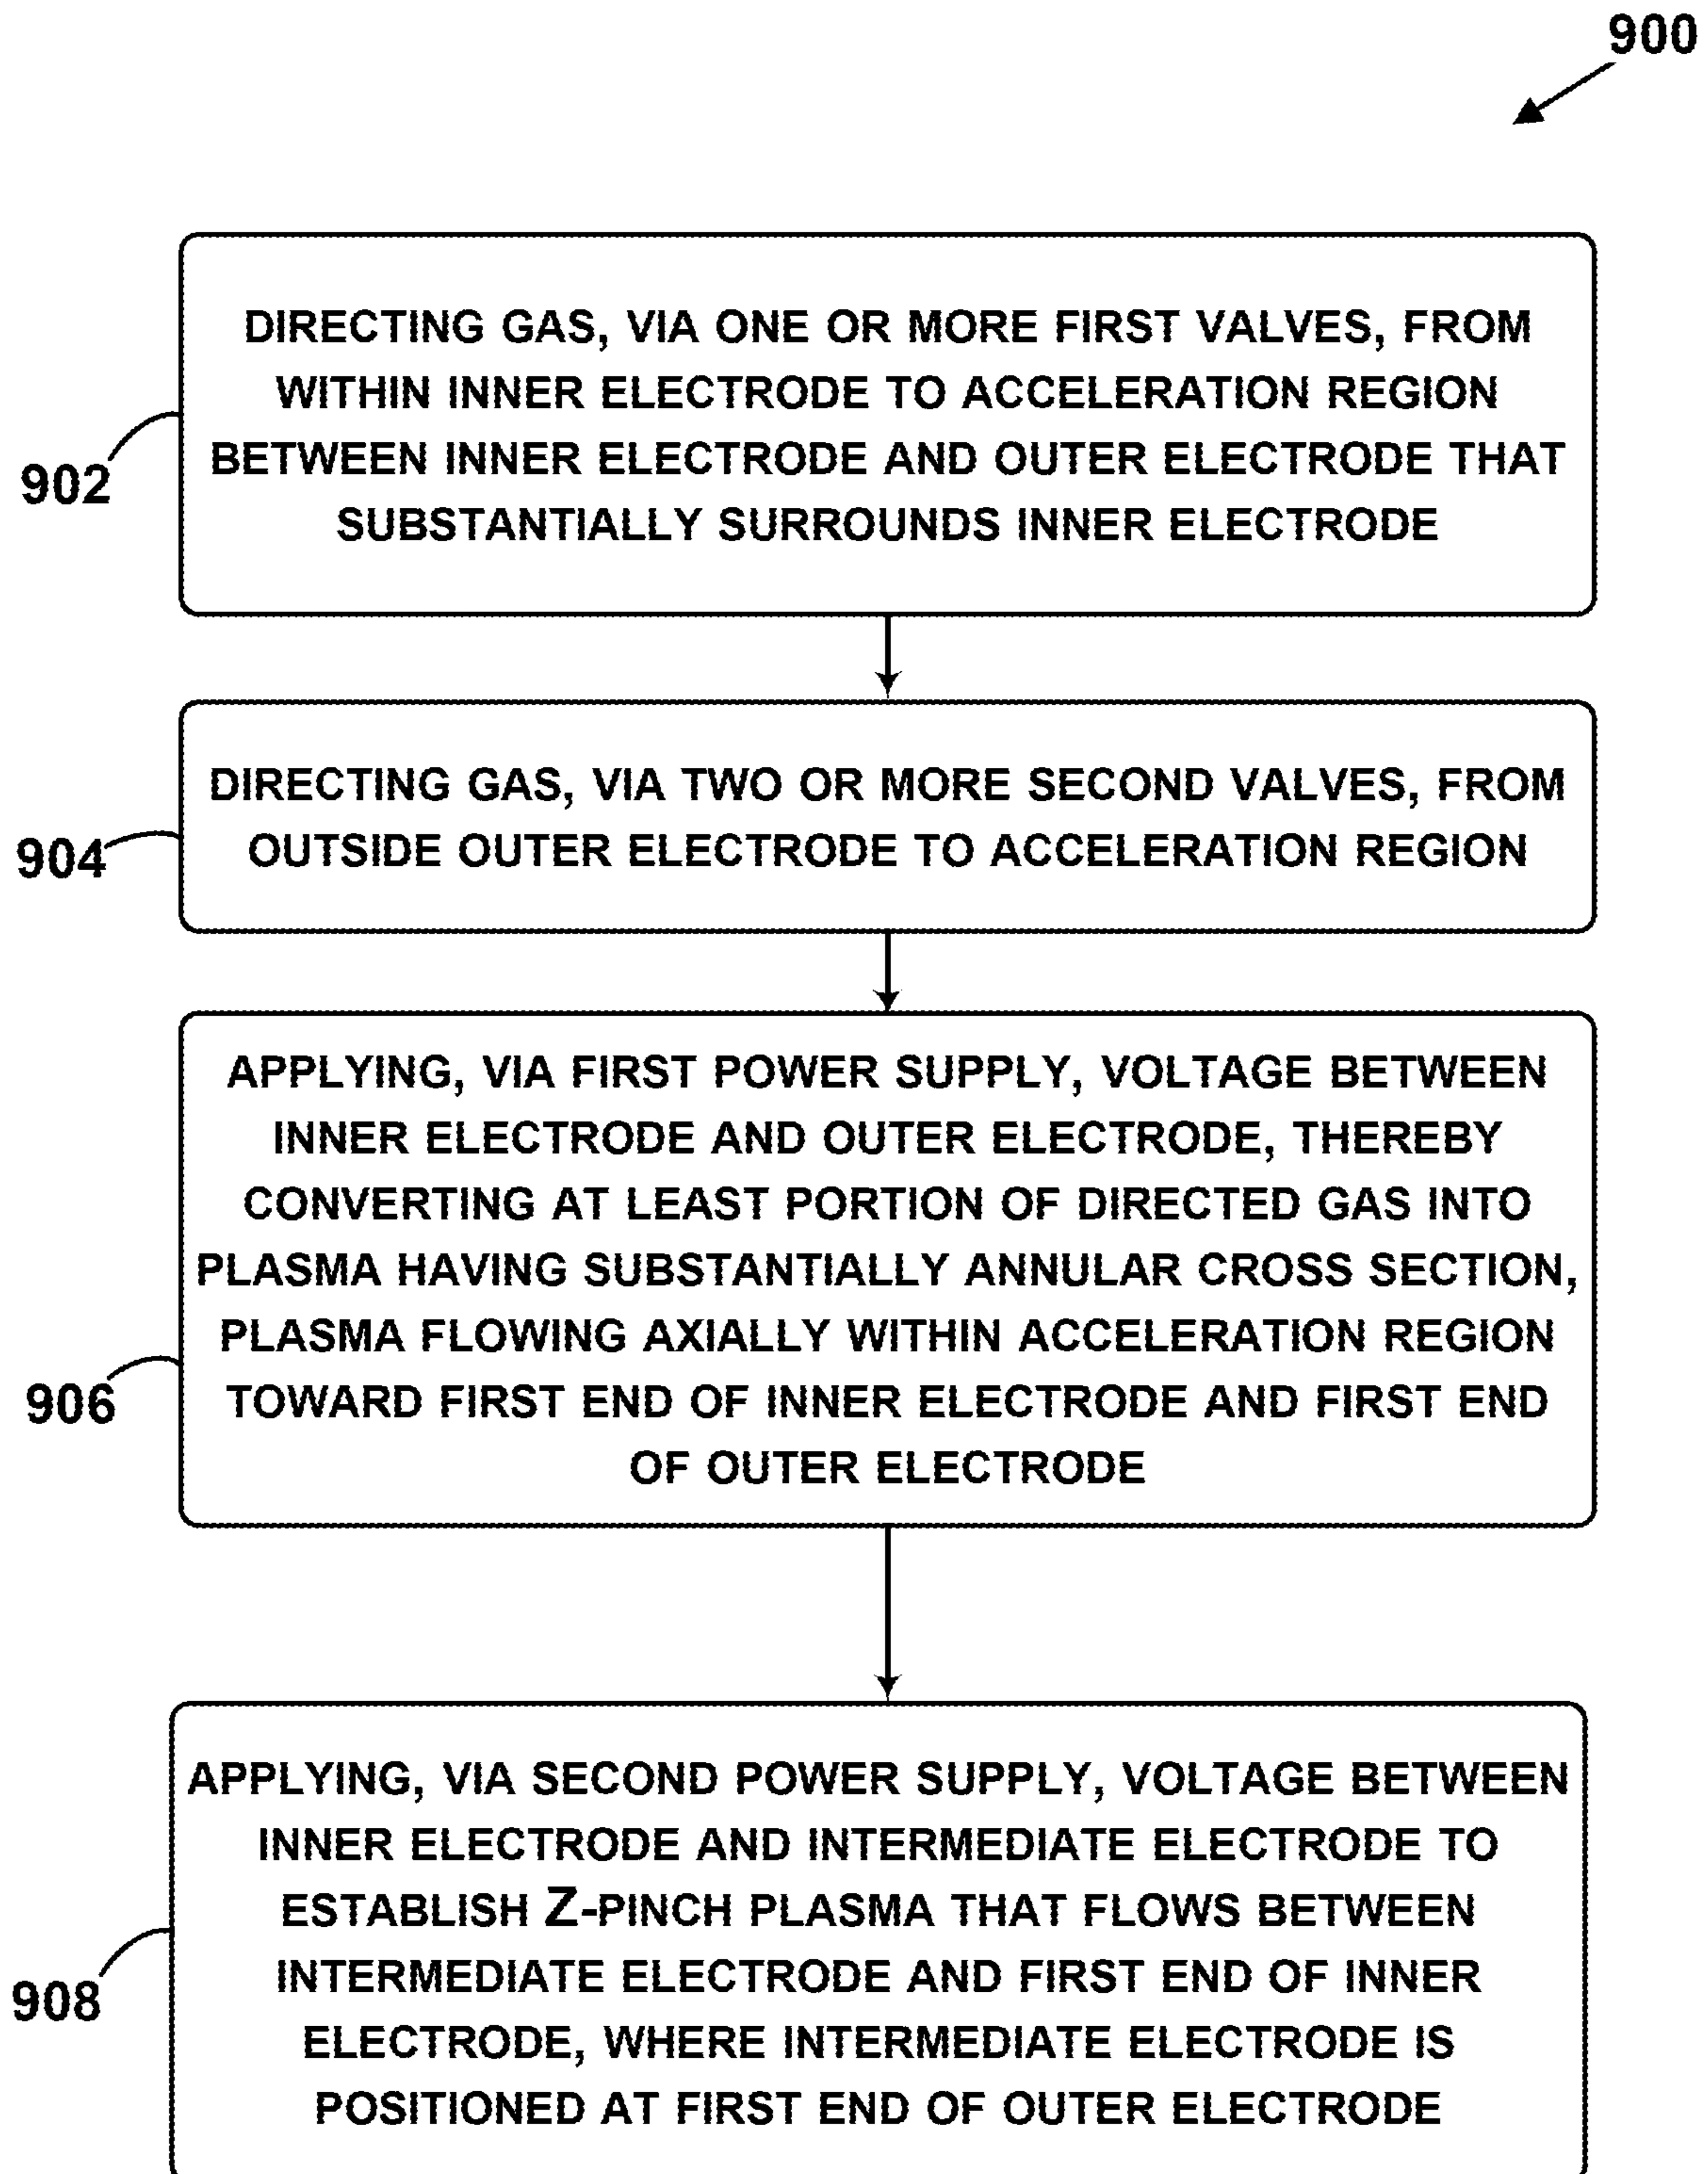 900
DIRECTING GAS, VIA ONE OR MORE FIRST VALVES, FROM
WITHIN INNER ELECTRODE TO ACCELERATION REGION
BETWEEN INNER ELECTRODE AND OUTER ELECTRODE THAT
SUBSTANTIALLY SURROUNDS INNER ELECTRODE
902
DIRECTING GAS, VIA TWO OR MORE SECOND VALVES, FROM
OUTSIDE OUTER ELECTRODE TO ACCELERATION REGION
904
APPLYING, VIA FIRST POWER SUPPLY, VOLTAGE BETWEEN
INNER ELECTRODE AND OUTER ELECTRODE, THEREBY
CONVERTING AT LEAST PORTION OF DIRECTED GAS INTO
PLASMA HAVING SUBSTANTIALLY ANNULAR CROSS SECTION,
PLASMA FLOWING AXIALLY WITHIN ACCELERATION REGION
TOWARD FIRST END OF INNER ELECTRODE AND FIRST END
OF OUTER ELECTRODE
906
APPLYING, VIA SECOND POWER SUPPLY, VOLTAGE BETWEEN
INNER ELECTRODE AND INTERMEDIATE ELECTRODE TO
ESTABLISH Z-PINCH PLASMA THAT FLOWS BETWEEN
INTERMEDIATE ELECTRODE AND FIRST END OF INNER
ELECTRODE, WHERE INTERMEDIATE ELECTRODE IS
POSITIONED AT FIRST END OF OUTER ELECTRODE
908